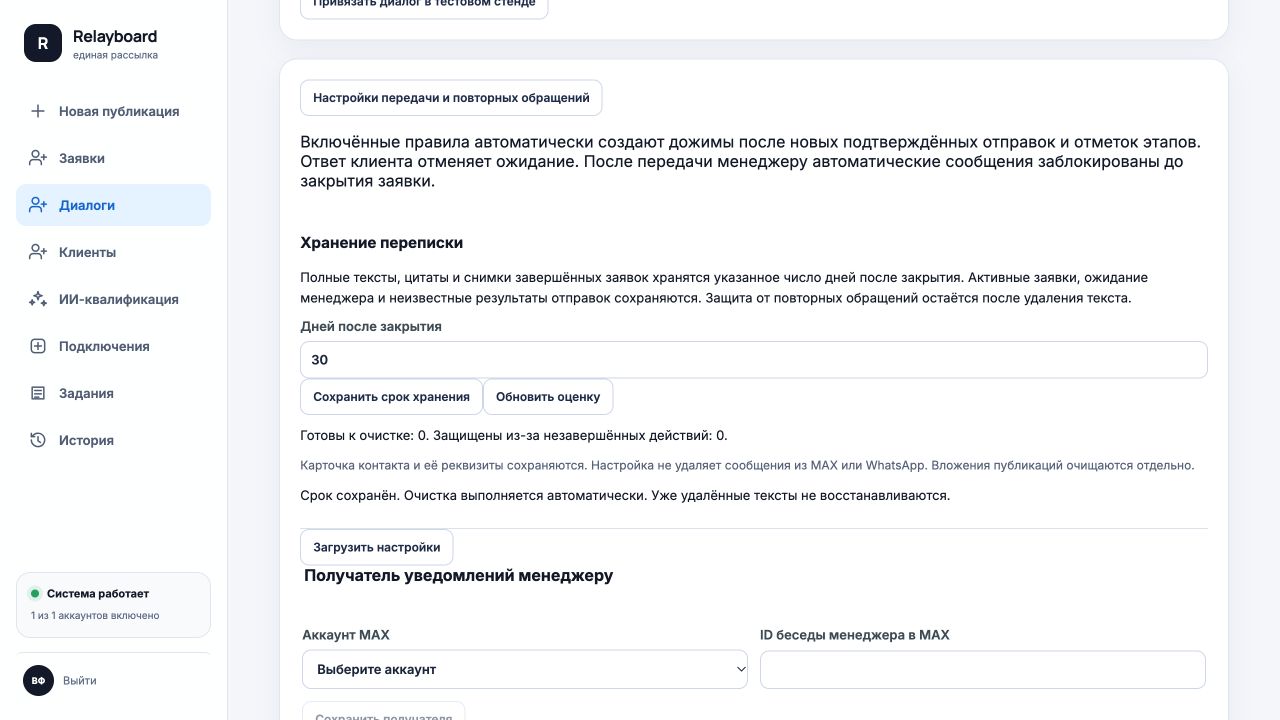 R
Relayboard
единая рассылка
Новая публикация
Заявки
Диалоги
Клиенты
ИИ-квалификация
Подключения
Задания
История
Система работает
1 из 1 аккаунтов включено
ВФ
Выйти
Привязать диалог в тестовом стенде
Настройки передачи и повторных обращений
Включённые правила автоматически создают дожимы после новых подтверждённых отправок и отметок этапов.
Ответ клиента отменяет ожидание. После передачи менеджеру автоматические сообщения заблокированы до
закрытия заявки.
Хранение переписки
Полные тексты, цитаты и снимки завершённых заявок хранятся указанное число дней после закрытия. Активные заявки, ожидание
менеджера и неизвестные результаты отправок сохраняются. Защита от повторных обращений остаётся после удаления текста.
Дней после закрытия
30
Сохранить срок хранения
Обновить оценку
Готовы к очистке: 0. Защищены из-за незавершённых действий: 0.
Карточка контакта и её реквизиты сохраняются. Настройка не удаляет сообщения из MAX или WhatsApp. Вложения публикаций очищаются отдельно.
Срок сохранён. Очистка выполняется автоматически. Уже удалённые тексты не восстанавливаются.
Загрузить настройки
Получатель уведомлений менеджеру
Аккаунт MAX
ID беседы менеджера в MAX
Выберите аккаунт
Сохранить получателя